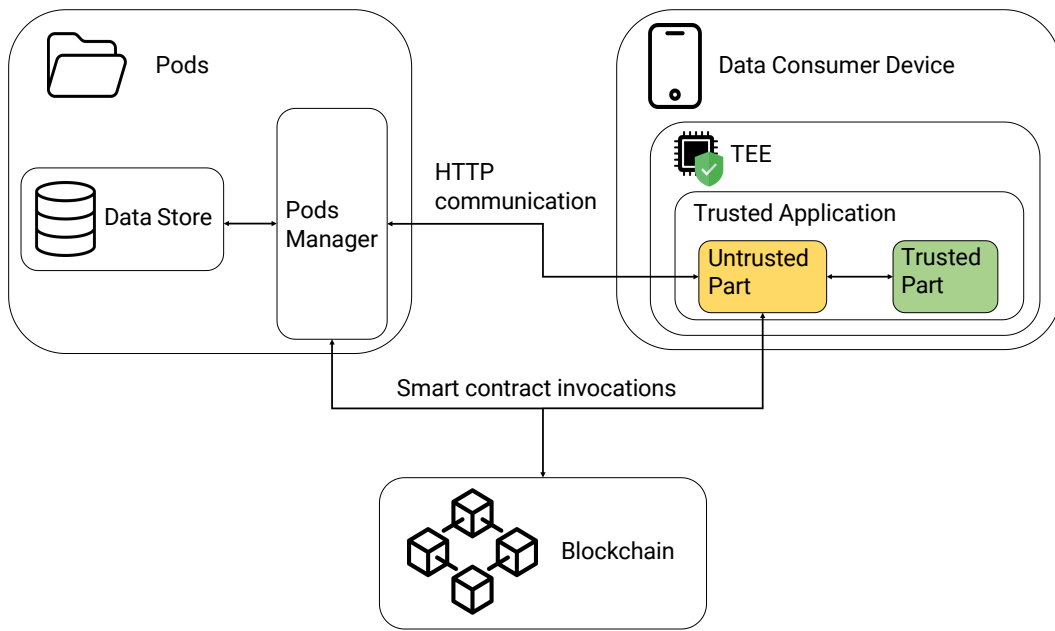 Pods
Data Store
Pods
Manager
HTTP
communication
Data Consumer Device
TEE
Trusted Application
Untrusted
Part
Trusted
Part
Smart contract invocations
Blockchain